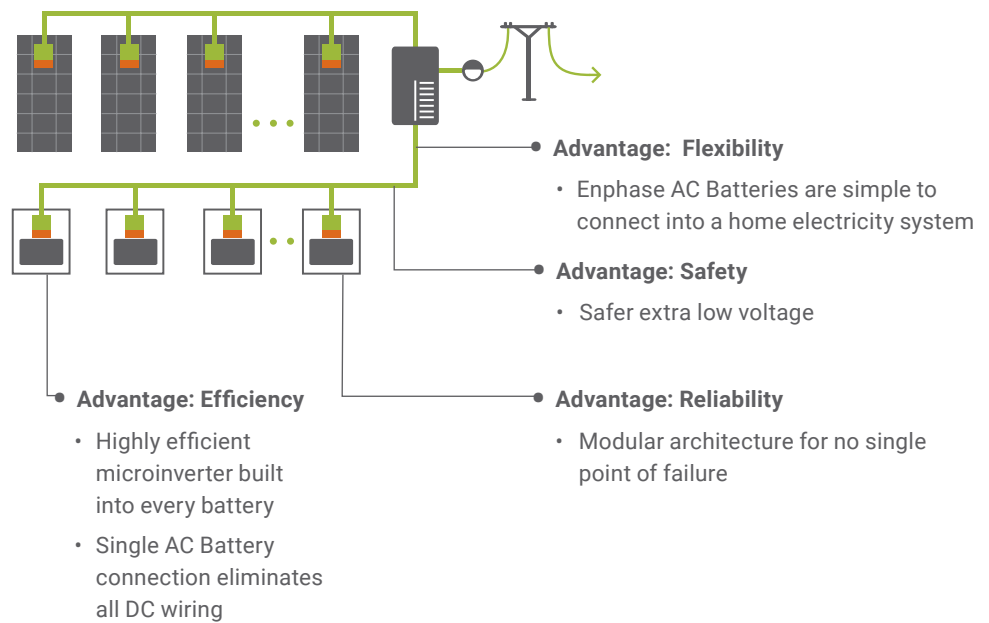 Advantage:  Flexibility
• Enphase AC Batteries are simple to
connect into a home electricity system
Advantage: Safety
• Safer extra low voltage
Advantage: Efficiency
• Highly efficient
microinverter built
into every battery
• Single AC Battery
connection eliminates
all DC wiring
Advantage: Reliability
• Modular architecture for no single
point of failure